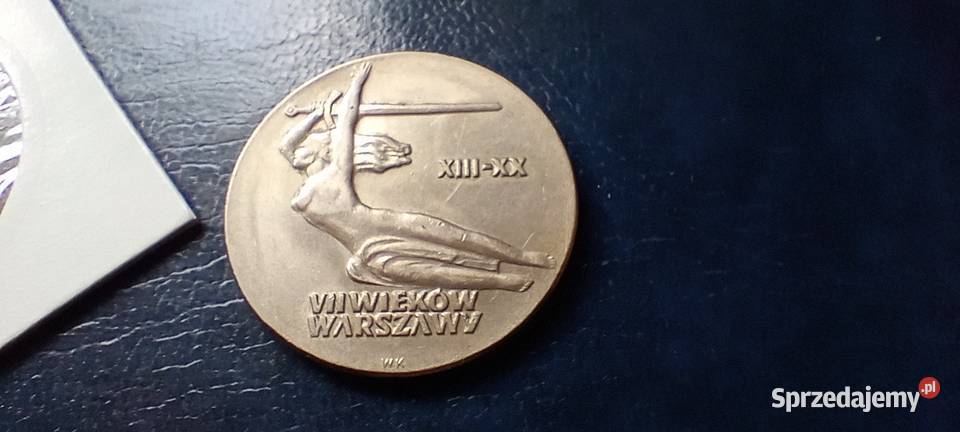 XIII-XX
VII WIEKÓW
WARSZAWY
WK
Sprzedajemy.pl